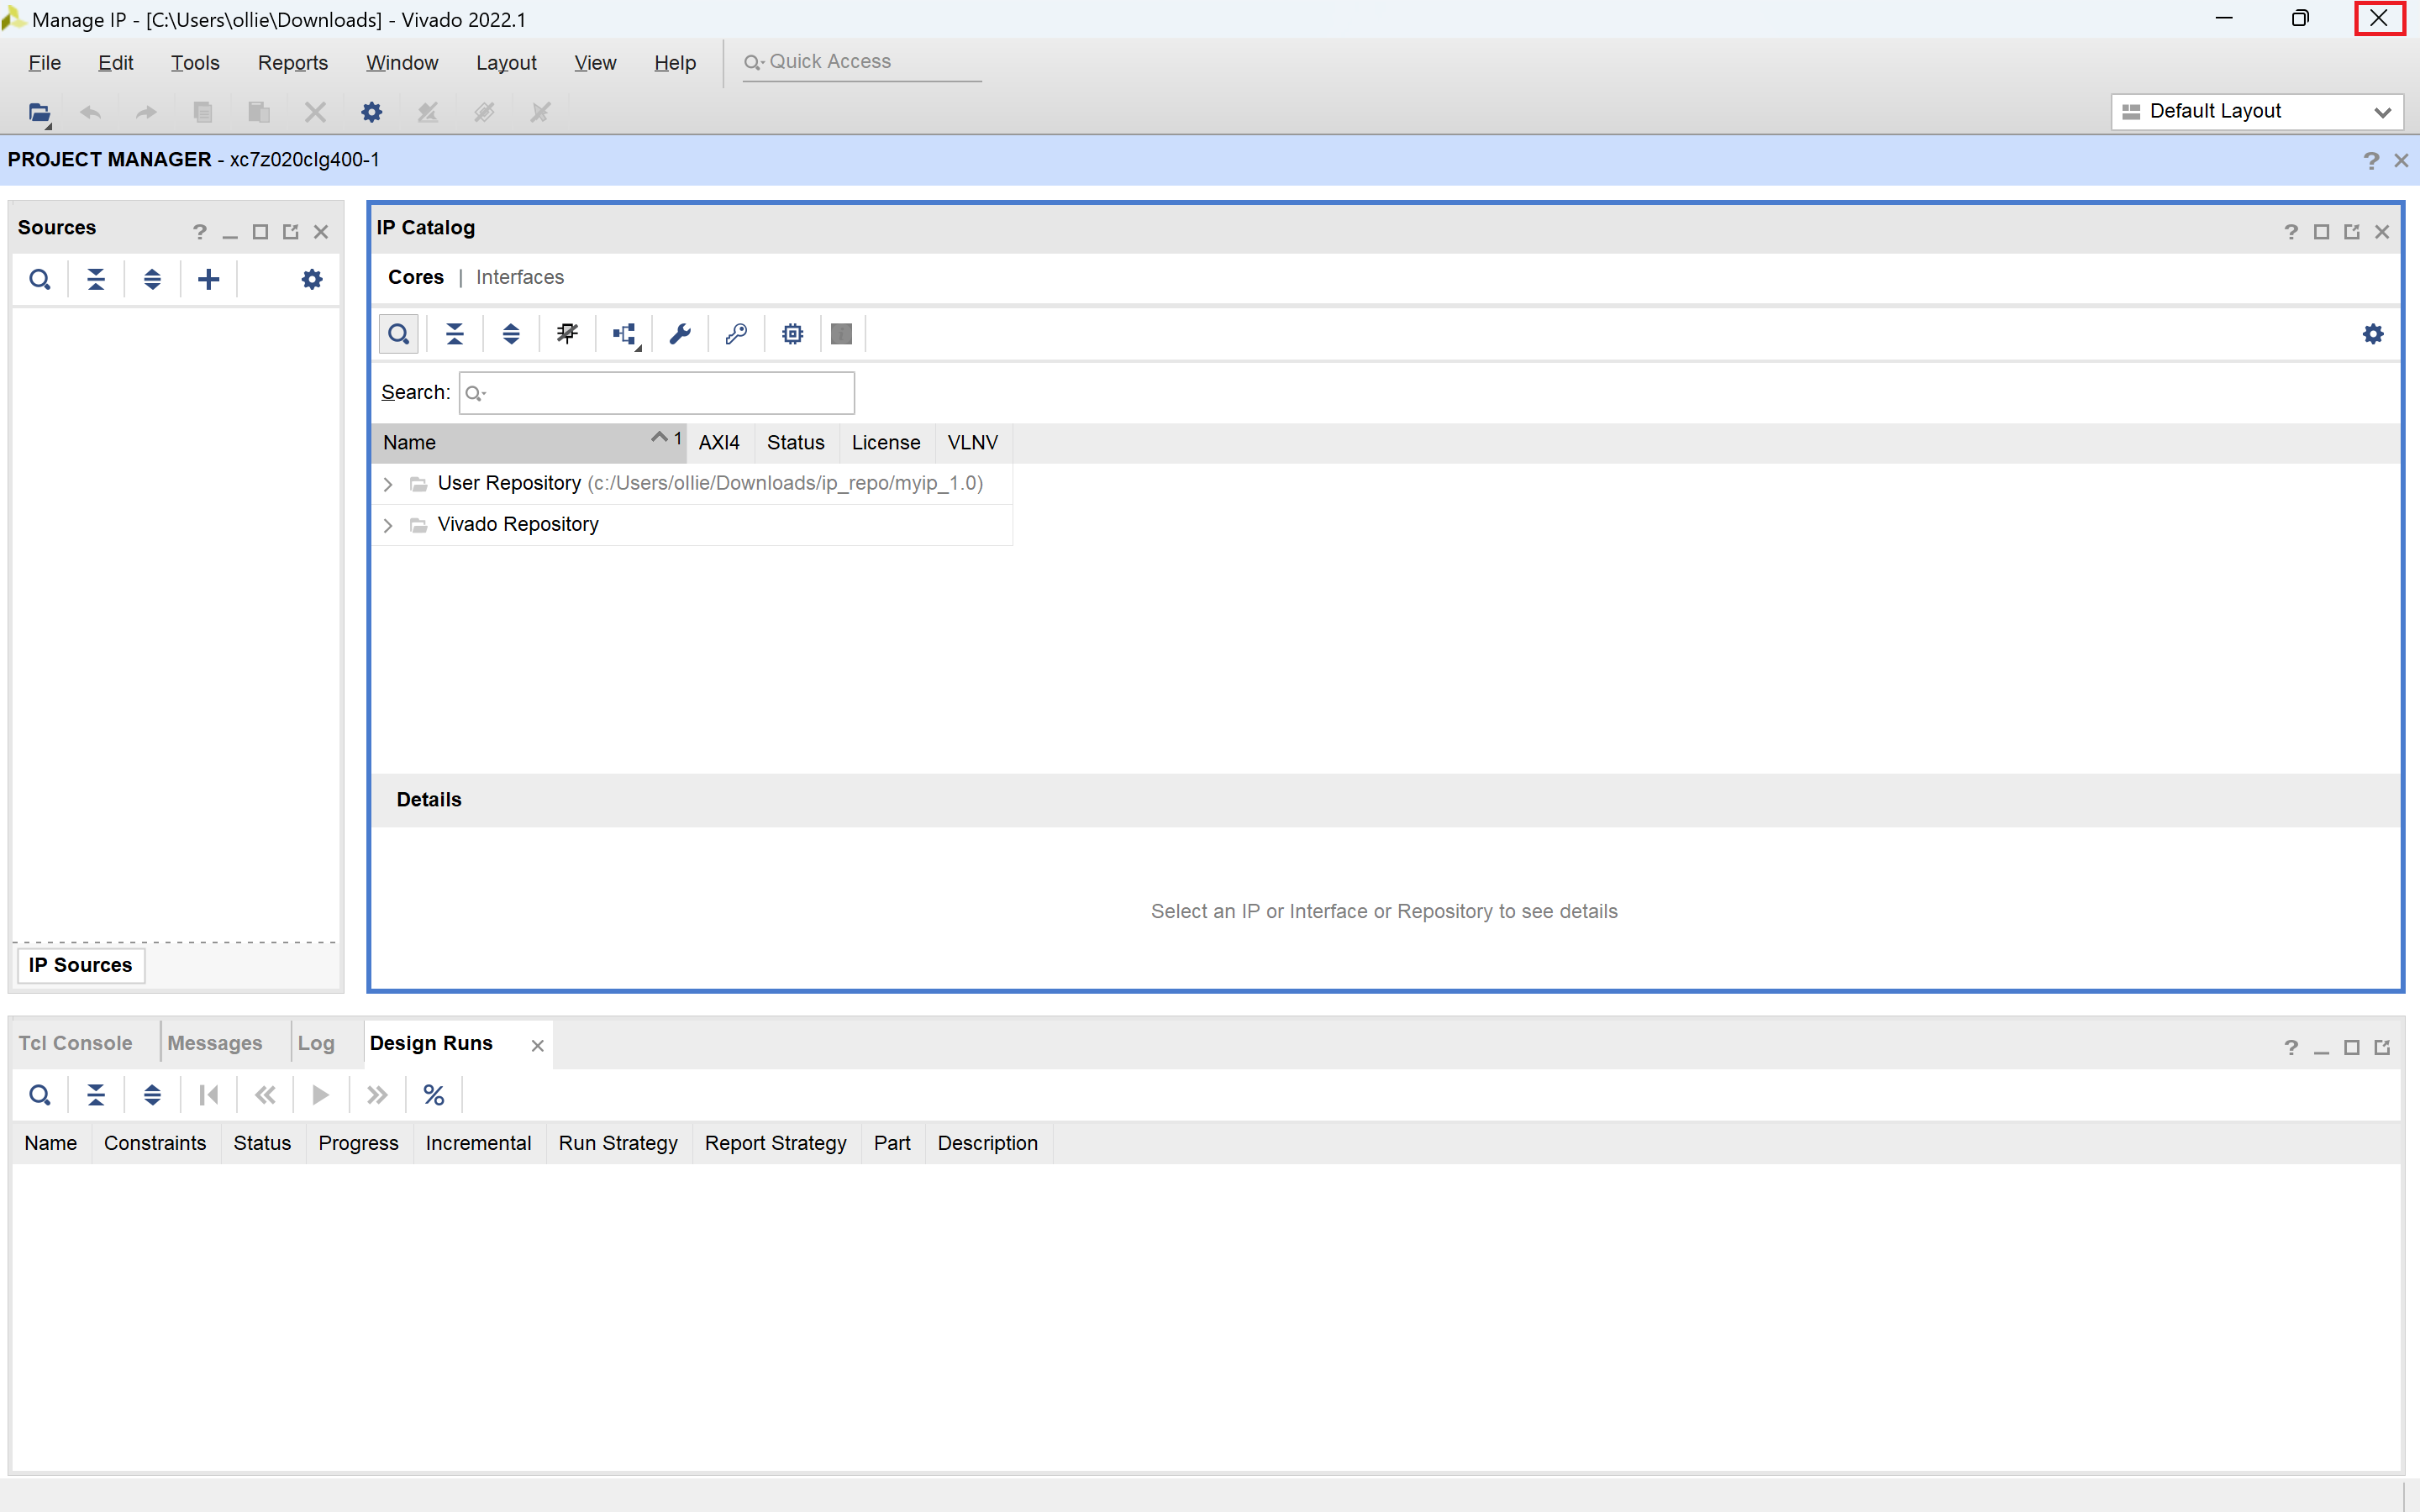 Manage IP - [C:\Users\ollie\Downloads] - Vivado 2022.1
File Edit Tools Reports Window Layout View Help Quick Access
Default Layout
PROJECT MANAGER - xc7z020clg400-1
Sources
IP Sources
IP Catalog
Cores | Interfaces
Search:
Name 1 AXI4 Status License VLNV
User Repository (c:/Users/ollie/Downloads/ip_repo/myip_1.0)
Vivado Repository
Details
Select an IP or Interface or Repository to see details
Tcl Console Messages Log Design Runs
Name Constraints Status Progress Incremental Run Strategy Report Strategy Part Description